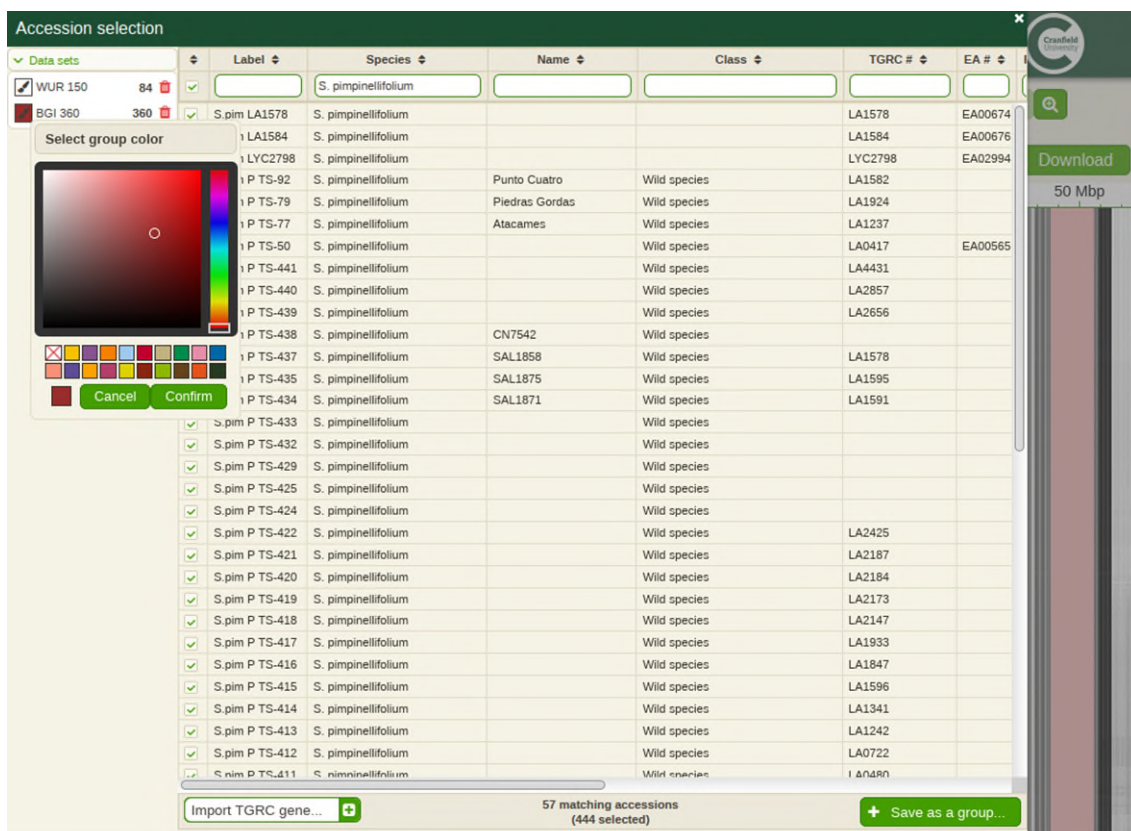 Accession selection
Cranfield University
Data sets
WUR 150 84
BGI 360 360
Select group color
Cancel Confirm
Label Species Name Class TGRC # EA #
S. pimpinellifolium
S.pim LA1578 S. pimpinellifolium LA1578 EA00674
LA1584 S. pimpinellifolium LA1584 EA00676
LYC2798 S. pimpinellifolium LYC2798 EA02994
P TS-92 S. pimpinellifolium Punto Cuatro Wild species LA1582
P TS-79 S. pimpinellifolium Piedras Gordas Wild species LA1924
P TS-77 S. pimpinellifolium Atacames Wild species LA1237
P TS-50 S. pimpinellifolium Wild species LA0417 EA00565
P TS-441 S. pimpinellifolium Wild species LA4431
P TS-440 S. pimpinellifolium Wild species LA2857
P TS-439 S. pimpinellifolium Wild species LA2656
P TS-438 S. pimpinellifolium CN7542 Wild species
P TS-437 S. pimpinellifolium SAL1858 Wild species LA1578
P TS-435 S. pimpinellifolium SAL1875 Wild species LA1595
P TS-434 S. pimpinellifolium SAL1871 Wild species LA1591
S.pim P TS-433 S. pimpinellifolium Wild species
S.pim P TS-432 S. pimpinellifolium Wild species
S.pim P TS-429 S. pimpinellifolium Wild species
S.pim P TS-425 S. pimpinellifolium Wild species
S.pim P TS-424 S. pimpinellifolium Wild species
S.pim P TS-422 S. pimpinellifolium Wild species LA2425
S.pim P TS-421 S. pimpinellifolium Wild species LA2187
S.pim P TS-420 S. pimpinellifolium Wild species LA2184
S.pim P TS-419 S. pimpinellifolium Wild species LA2173
S.pim P TS-418 S. pimpinellifolium Wild species LA2147
S.pim P TS-417 S. pimpinellifolium Wild species LA1933
S.pim P TS-416 S. pimpinellifolium Wild species LA1847
S.pim P TS-415 S. pimpinellifolium Wild species LA1596
S.pim P TS-414 S. pimpinellifolium Wild species LA1341
S.pim P TS-413 S. pimpinellifolium Wild species LA1242
S.pim P TS-412 S. pimpinellifolium Wild species LA0722
S.pim P TS-411 S. pimpinellifolium Wild species LA0480
Import TGRC gene...
57 matching accessions
(444 selected)
+ Save as a group...
Download
50 Mbp